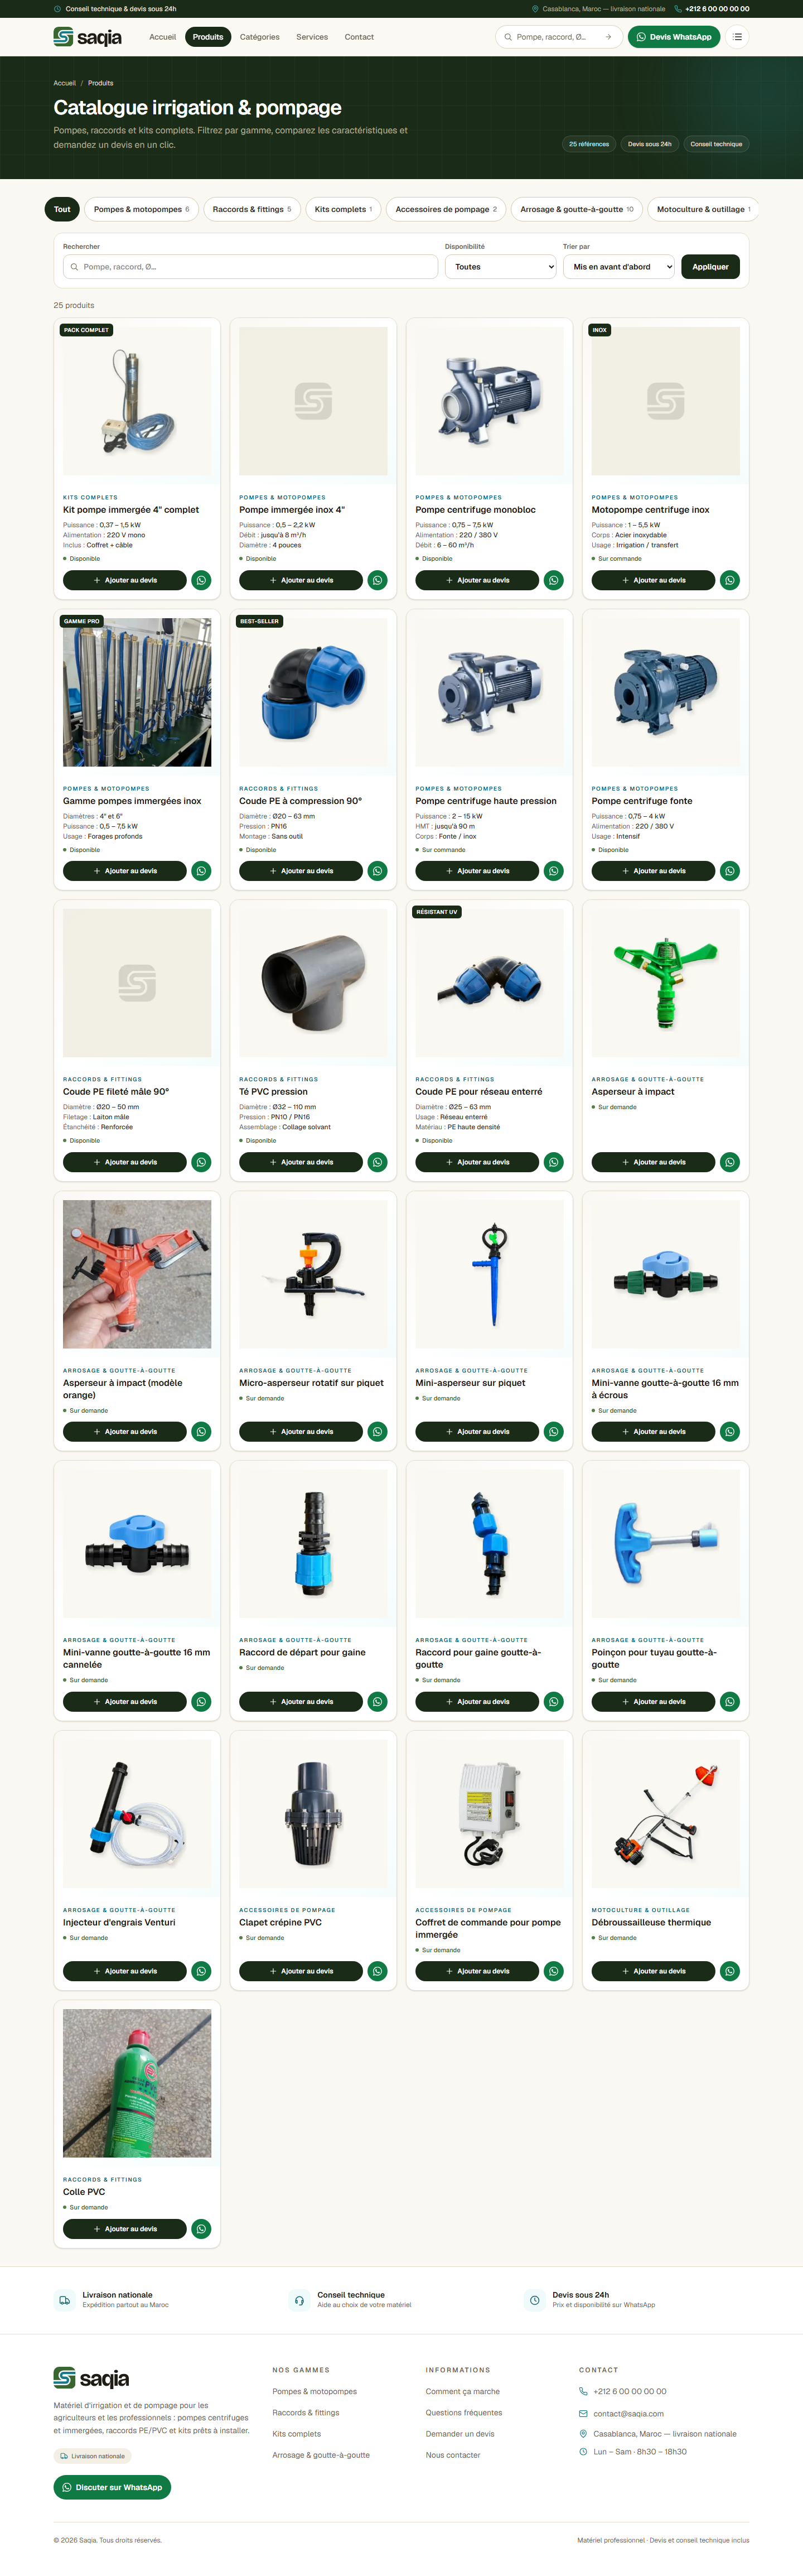 Conseil technique & devis sous 24h
Casablanca, Maroc — livraison nationale
+212 6 00 00 00 00
saqia
Accueil
Produits
Catégories
Services
Contact
Pompe, raccord, Ø...
Devis WhatsApp
Accueil / Produits
Catalogue irrigation & pompage
Pompes, raccords et kits complets. Filtrez par gamme, comparez les caractéristiques et
demandez un devis en un clic.
25 références
Devis sous 24h
Conseil technique
Tout
Pompes & motopompes 6
Raccords & fittings 5
Kits complets 1
Accessoires de pompage 2
Arrosage & goutte-à-goutte 10
Motoculture & outillage 1
Rechercher
Disponibilité
Trier par
Pompe, raccord, Ø...
Toutes
Mis en avant d'abord
Appliquer
25 produits
PACK COMPLET
KITS COMPLETS
Kit pompe immergée 4" complet
Puissance : 0,37 – 1,5 kW
Alimentation : 220 V mono
Inclus : Coffret + câble
Disponible
Ajouter au devis
POMPES & MOTOPOMPES
Pompe immergée inox 4"
Puissance : 0,5 – 2,2 kW
Débit : jusqu'à 8 m³/h
Diamètre : 4 pouces
Disponible
Ajouter au devis
POMPES & MOTOPOMPES
Pompe centrifuge monobloc
Puissance : 0,75 – 7,5 kW
Alimentation : 220 / 380 V
Débit : 6 – 60 m³/h
Disponible
Ajouter au devis
INOX
POMPES & MOTOPOMPES
Motopompe centrifuge inox
Puissance : 1 – 5,5 kW
Corps : Acier inoxydable
Usage : Irrigation / transfert
Sur commande
Ajouter au devis
GAMME PRO
POMPES & MOTOPOMPES
Gamme pompes immergées inox
Diamètres : 4" et 6"
Puissance : 0,5 – 7,5 kW
Usage : Forages profonds
Disponible
Ajouter au devis
BEST-SELLER
RACCORDS & FITTINGS
Coude PE à compression 90°
Diamètre : Ø20 – 63 mm
Pression : PN16
Montage : Sans outil
Disponible
Ajouter au devis
POMPES & MOTOPOMPES
Pompe centrifuge haute pression
Puissance : 2 – 15 kW
HMT : jusqu'à 90 m
Corps : Fonte / inox
Sur commande
Ajouter au devis
POMPES & MOTOPOMPES
Pompe centrifuge fonte
Puissance : 0,75 – 4 kW
Alimentation : 220 / 380 V
Usage : Intensif
Disponible
Ajouter au devis
RACCORDS & FITTINGS
Coude PE fileté mâle 90°
Diamètre : Ø20 – 50 mm
Filetage : Laiton mâle
Étanchéité : Renforcée
Disponible
Ajouter au devis
RACCORDS & FITTINGS
Té PVC pression
Diamètre : Ø32 – 110 mm
Pression : PN10 / PN16
Assemblage : Collage solvant
Disponible
Ajouter au devis
RÉSISTANT UV
RACCORDS & FITTINGS
Coude PE pour réseau enterré
Diamètre : Ø25 – 63 mm
Usage : Réseau enterré
Matériau : PE haute densité
Disponible
Ajouter au devis
ARROSAGE & GOUTTE-À-GOUTTE
Asperseur à impact
Sur demande
Ajouter au devis
ARROSAGE & GOUTTE-À-GOUTTE
Asperseur à impact (modèle
orange)
Sur demande
Ajouter au devis
ARROSAGE & GOUTTE-À-GOUTTE
Micro-asperseur rotatif sur piquet
Sur demande
Ajouter au devis
ARROSAGE & GOUTTE-À-GOUTTE
Mini-asperseur sur piquet
Sur demande
Ajouter au devis
ARROSAGE & GOUTTE-À-GOUTTE
Mini-vanne goutte-à-goutte 16 mm
à écrous
Sur demande
Ajouter au devis
ARROSAGE & GOUTTE-À-GOUTTE
Mini-vanne goutte-à-goutte 16 mm
cannelée
Sur demande
Ajouter au devis
ARROSAGE & GOUTTE-À-GOUTTE
Raccord de départ pour gaine
Sur demande
Ajouter au devis
ARROSAGE & GOUTTE-À-GOUTTE
Raccord pour gaine goutte-à-
goutte
Sur demande
Ajouter au devis
ARROSAGE & GOUTTE-À-GOUTTE
Poinçon pour tuyau goutte-à-
goutte
Sur demande
Ajouter au devis
ARROSAGE & GOUTTE-À-GOUTTE
Injecteur d'engrais Venturi
Sur demande
Ajouter au devis
ACCESSOIRES DE POMPAGE
Clapet crépine PVC
Sur demande
Ajouter au devis
ACCESSOIRES DE POMPAGE
Coffret de commande pour pompe
immergée
Sur demande
Ajouter au devis
MOTOCULTURE & OUTILLAGE
Débroussailleuse thermique
Sur demande
Ajouter au devis
RACCORDS & FITTINGS
Colle PVC
Sur demande
Ajouter au devis
Livraison nationale
Expédition partout au Maroc
Conseil technique
Aide au choix de votre matériel
Devis sous 24h
Prix et disponibilité sur WhatsApp
saqia
Matériel d'irrigation et de pompage pour les
agriculteurs et les professionnels : pompes centrifuges
et immergées, raccords PE/PVC et kits prêts à installer.
Livraison nationale
Discuter sur WhatsApp
NOS GAMMES
Pompes & motopompes
Raccords & fittings
Kits complets
Arrosage & goutte-à-goutte
INFORMATIONS
Comment ça marche
Questions fréquentes
Demander un devis
Nous contacter
CONTACT
+212 6 00 00 00 00
contact@saqia.com
Casablanca, Maroc — livraison nationale
Lun – Sam · 8h30 – 18h30
© 2026 Saqia. Tous droits réservés.
Matériel professionnel · Devis et conseil technique inclus